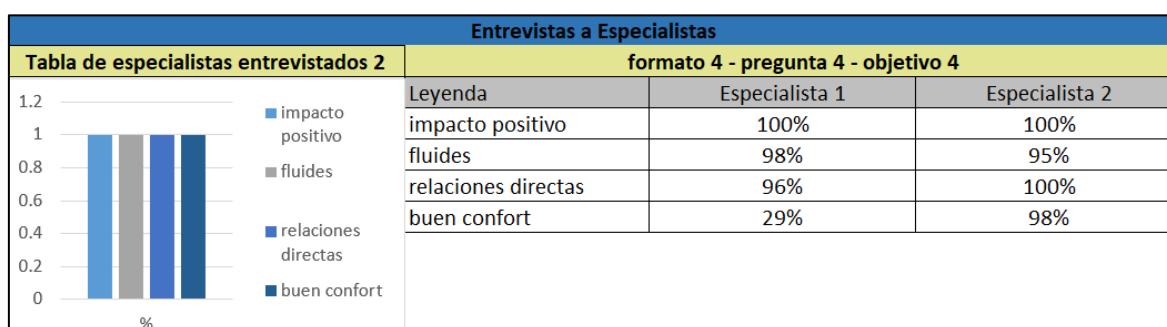 Entrevistas a Especialistas
Tabla de especialistas entrevistados 2
formato 4 - pregunta 4 - objetivo 4
1.2
1
0.8
0.6
0.4
0.2
0
%
impacto
positivo
fluides
relaciones
directas
buen confort
Leyenda Especialista 1 Especialista 2
impacto positivo 100% 100%
fluides 98% 95%
relaciones directas 96% 100%
buen confort 29% 98%